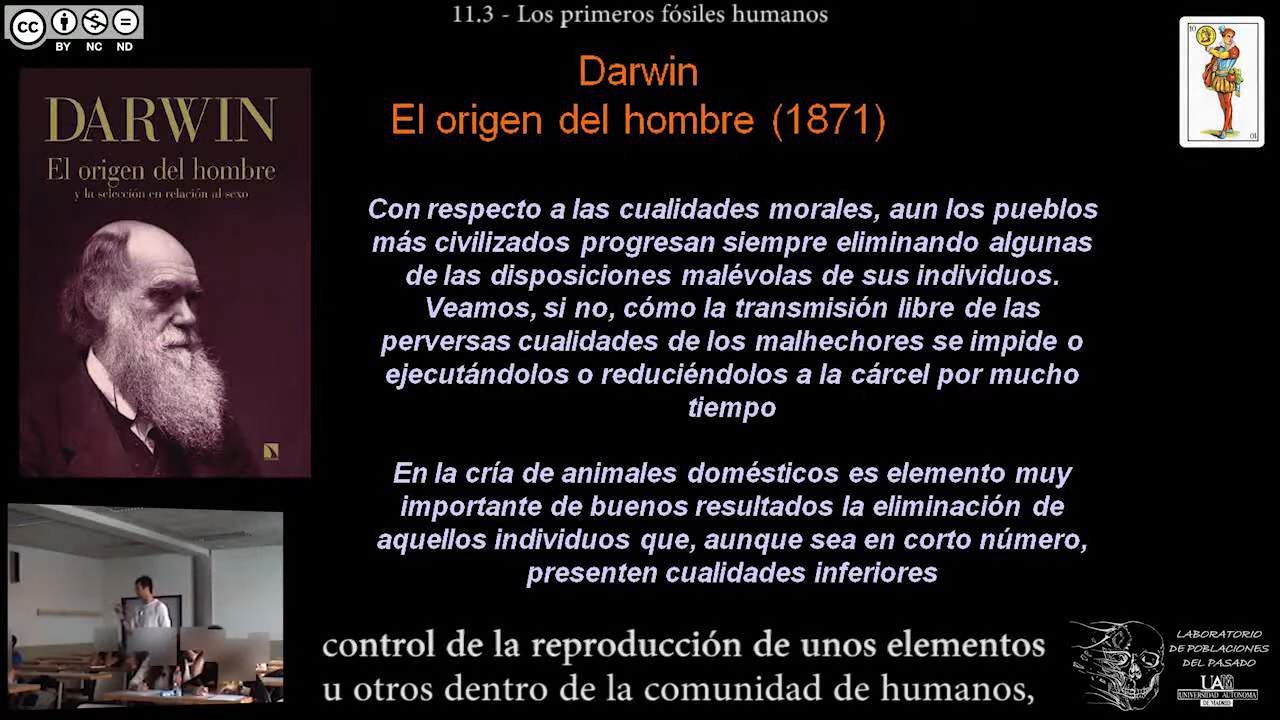 11.3 - Los primeros fósiles humanos
cc
BY NC ND
Darwin
El origen del hombre (1871)
10
10
DARWIN
El origen del hombre
y la selección en relación al sexo
Con respecto a las cualidades morales, aun los pueblos
más civilizados progresan siempre eliminando algunas
de las disposiciones malévolas de sus individuos.
Veamos, si no, cómo la transmisión libre de las
perversas cualidades de los malhechores se impide o
ejecutándolos o reduciéndolos a la cárcel por mucho
tiempo
En la cría de animales domésticos es elemento muy
importante de buenos resultados la eliminación de
aquellos individuos que, aunque sea en corto número,
presenten cualidades inferiores
control de la reproducción de unos elementos
u otros dentro de la comunidad de humanos,
LABORATORIO
DE POBLACIONES
DEL PASADO
UAM
UNIVERSIDAD AUTONOMA
DE MADRID